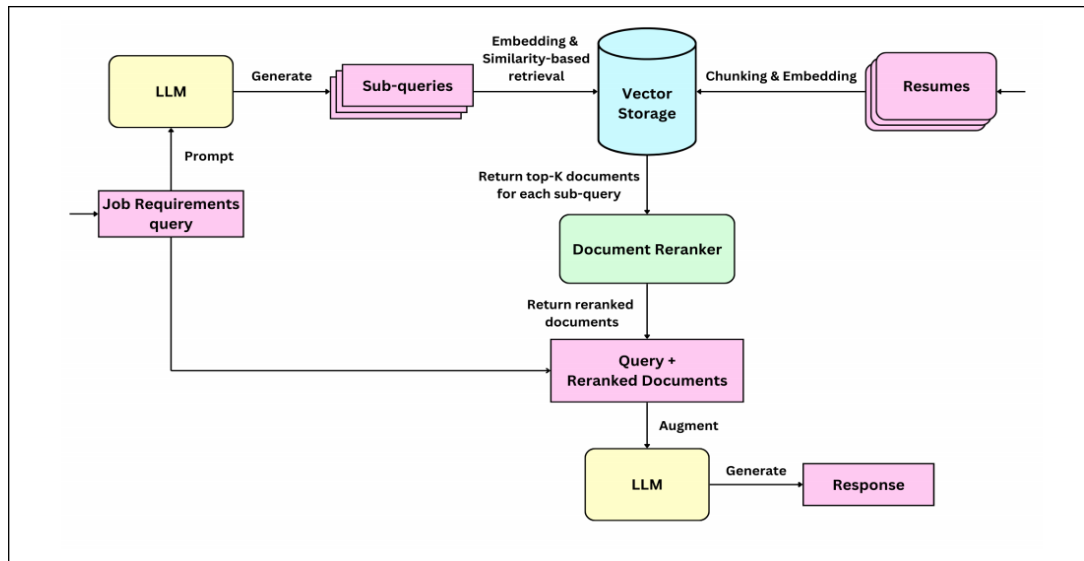 LLM
Generate
Sub-queries
Embedding &
Similarity-based
retrieval
Vector
Storage
Chunking & Embedding
Resumes
Prompt
Job Requirements
query
Return top-K documents
for each sub-query
Document Reranker
Return reranked
documents
Query +
Reranked Documents
Augment
LLM
Generate
Response